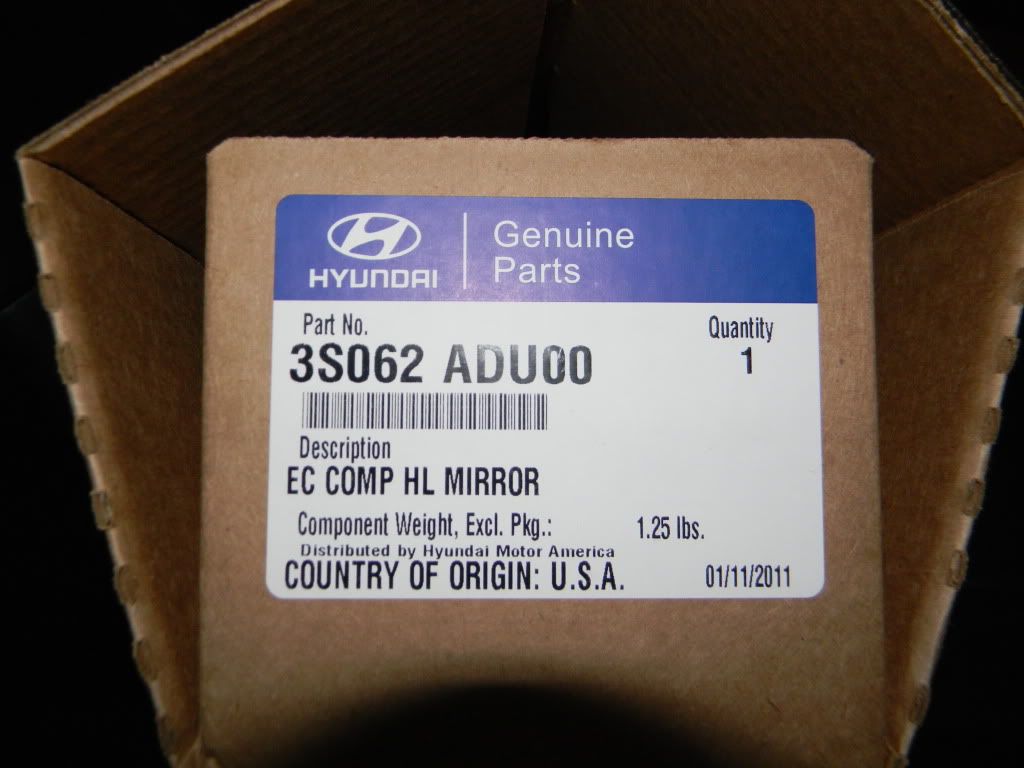 HYUNDAI
Genuine
Parts
Part No.
Quantity
3S062 ADU00
1
Description
EC COMP HL MIRROR
Component Weight, Excl. Pkg.: 1.25 lbs.
Distributed by Hyundai Motor America
COUNTRY OF ORIGIN: U.S.A. 01/11/2011